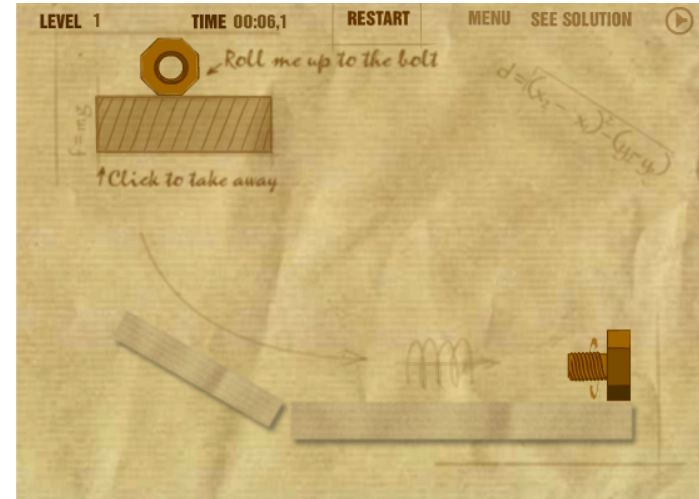 LEVEL 1 TIME 00:06,1 RESTART MENU SEE SOLUTION
Roll me up to the bolt
f=mg
↑Click to take away